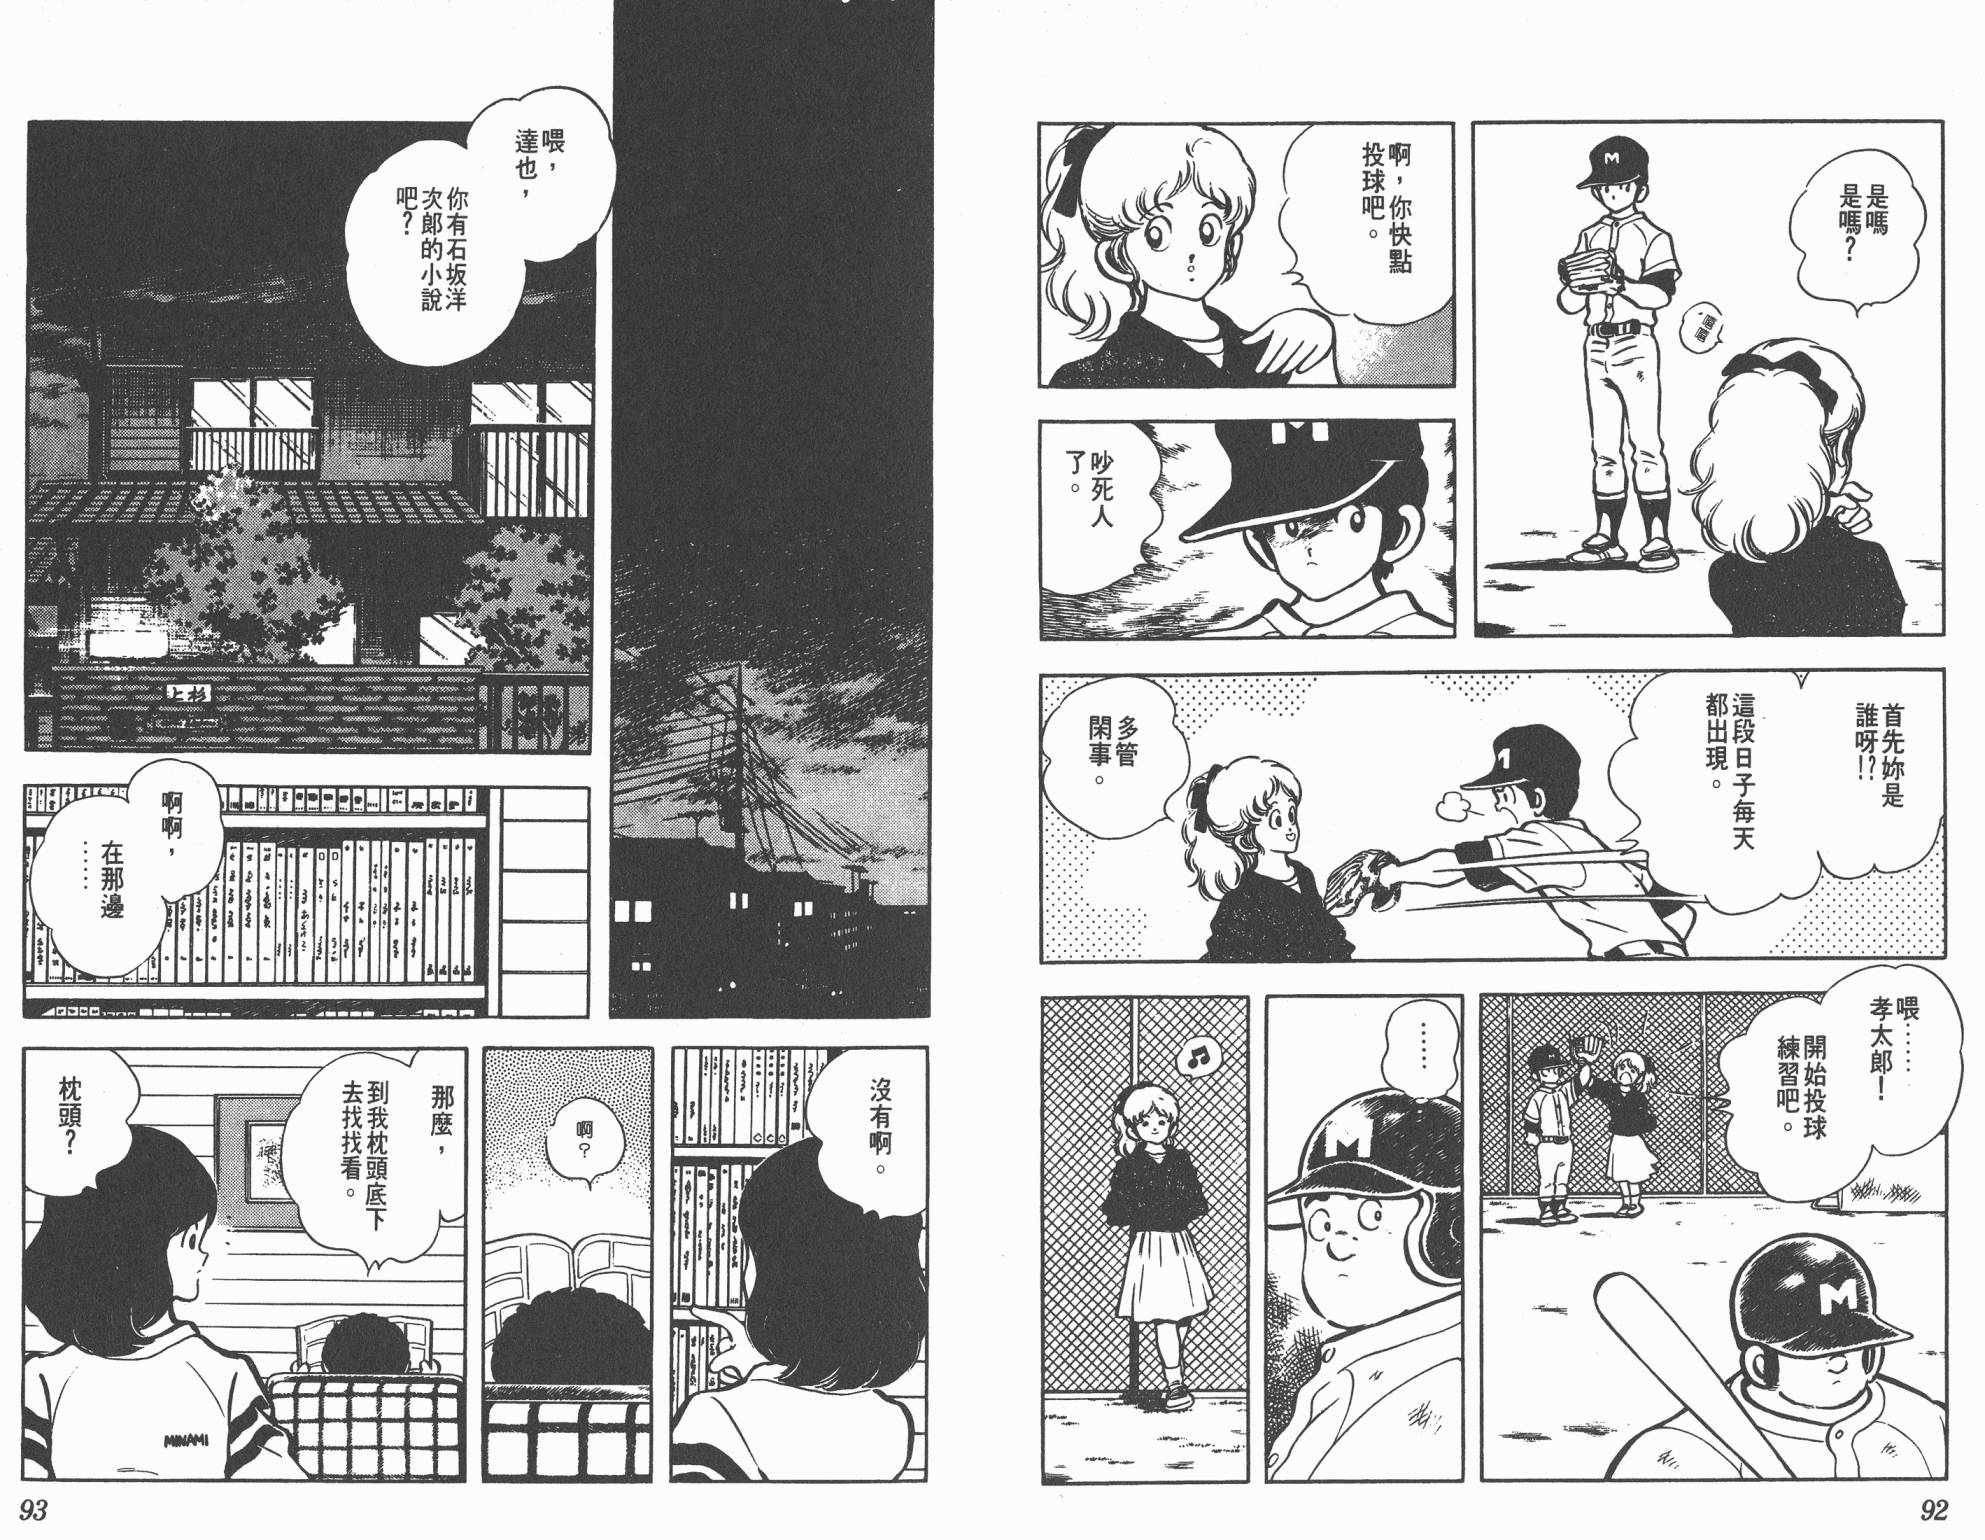 是嗎
是嗎?
嘻嘻
啊,你快點
投球吧。
吵死人
了。
首先妳是
誰呀!?
這段日子每天
都出現。
多管
閑事。
喂……
孝太郎!
開始投球
練習吧。
M
……
M
92
喂,
達也,
你有石坂洋
次郎的小說
吧?
上杉
啊啊,
在那邊
……
沒有啊。
啊?
那麼,
到我枕頭底下
去找找看。
枕頭?
MINAMI
93